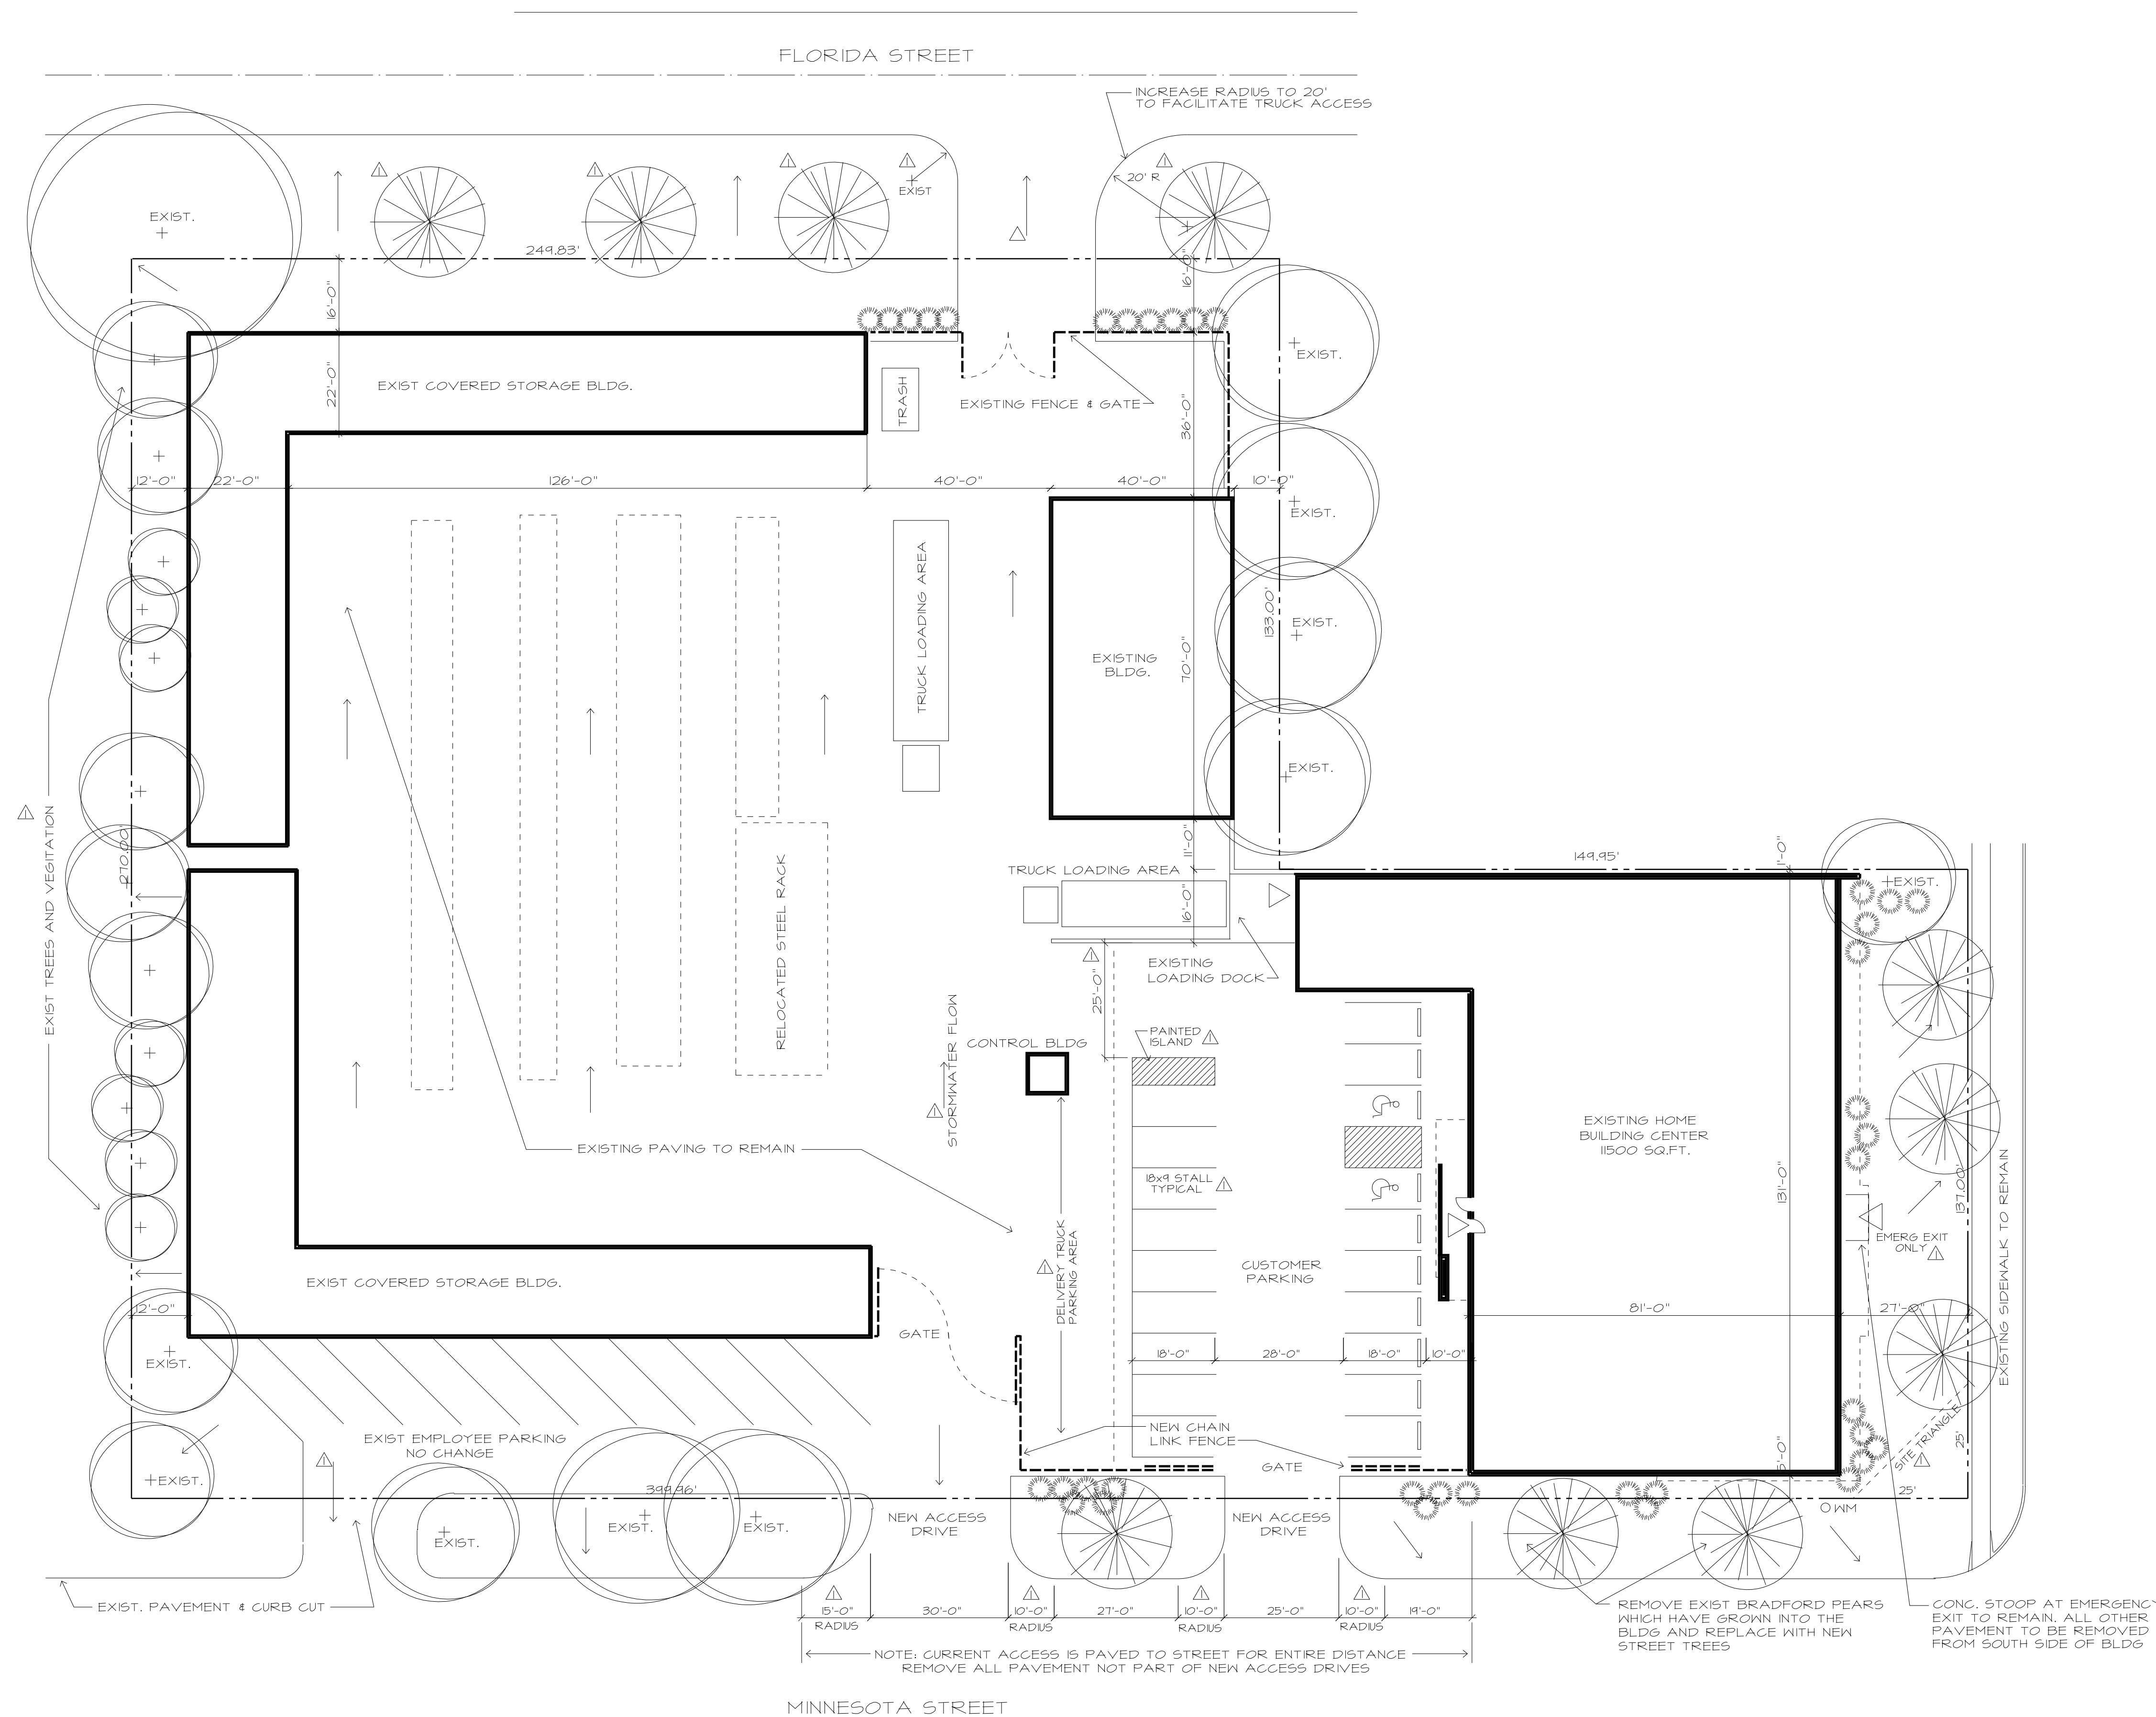 FLORIDA STREET
INCREASE RADIUS TO 20'
TO FACILITATE TRUCK ACCESS
20' R
EXIST
EXIST.
249.83'
16'-0"
16'-0"
22'-0"
EXIST COVERED STORAGE BLDG.
TRASH
EXISTING FENCE & GATE
36'-0"
EXIST.
12'-0"
22'-0"
126'-0"
40'-0"
40'-0"
10'-0"
EXIST.
TRUCK LOADING AREA
EXISTING
BLDG.
70'-0"
133.00'
EXIST.
EXIST.
EXIST TREES AND VEGITATION
270.00'
RELOCATED STEEL RACK
11'-0"
TRUCK LOADING AREA
16'-0"
149.95'
1'-0"
EXIST.
EXISTING
LOADING DOCK
25'-0"
STORMWATER FLOW
CONTROL BLDG
PAINTED
ISLAND
EXISTING PAVING TO REMAIN
18x9 STALL
TYPICAL
EXISTING HOME
BUILDING CENTER
11500 SQ.FT.
131'-0"
137.00'
EXISTING SIDEWALK TO REMAIN
EMERG EXIT
ONLY
DELIVERY TRUCK
PARKING AREA
CUSTOMER
PARKING
EXIST COVERED STORAGE BLDG.
12'-0"
81'-0"
27'-0"
GATE
18'-0"
28'-0"
18'-0"
10'-0"
EXIST.
EXIST EMPLOYEE PARKING
NO CHANGE
NEW CHAIN
LINK FENCE
GATE
5'-0"
SITE TRIANGLE
25'
25'
EXIST.
399.96'
NEW ACCESS
DRIVE
NEW ACCESS
DRIVE
WM
EXIST.
EXIST.
EXIST.
EXIST. PAVEMENT & CURB CUT
15'-0"
RADIUS
30'-0"
10'-0"
RADIUS
27'-0"
10'-0"
RADIUS
25'-0"
10'-0"
RADIUS
19'-0"
REMOVE EXIST BRADFORD PEARS
WHICH HAVE GROWN INTO THE
BLDG AND REPLACE WITH NEW
STREET TREES
CONC. STOOP AT EMERGENCY
EXIT TO REMAIN. ALL OTHER
PAVEMENT TO BE REMOVED
FROM SOUTH SIDE OF BLDG
NOTE: CURRENT ACCESS IS PAVED TO STREET FOR ENTIRE DISTANCE
REMOVE ALL PAVEMENT NOT PART OF NEW ACCESS DRIVES
MINNESOTA STREET